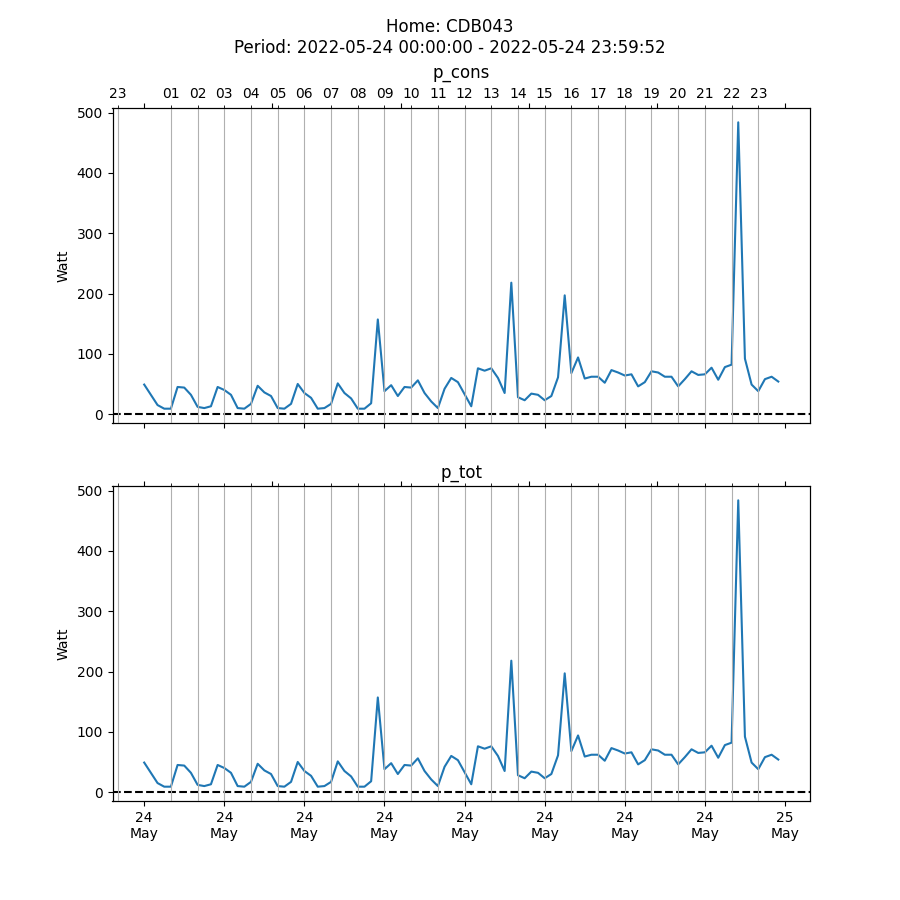 Home: CDB043
Period: 2022-05-24 00:00:00 - 2022-05-24 23:59:52
p_cons
23 01 02 03 04 05 06 07 08 09 10 11 12 13 14 15 16 17 18 19 20 21 22 23
500
400
300
200
100
0
Watt
p_tot
500
400
300
200
100
0
Watt
24 24 24 24 24 24 24 24 25
May May May May May May May May May